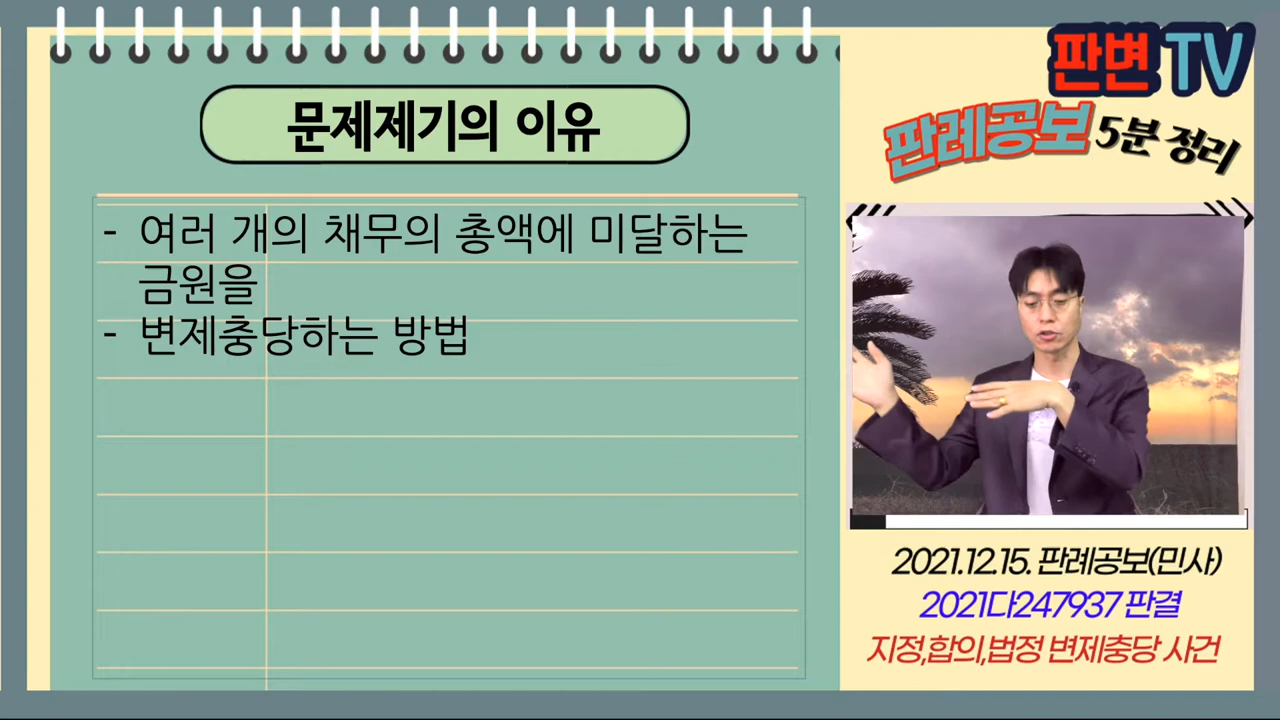 판변 TV
판례공보 5분 정리
문제제기의 이유
- 여러 개의 채무의 총액에 미달하는
금원을
- 변제충당하는 방법
2021.12.15. 판례공보(민사)
2021다247937 판결
지정,합의,법정 변제충당 사건